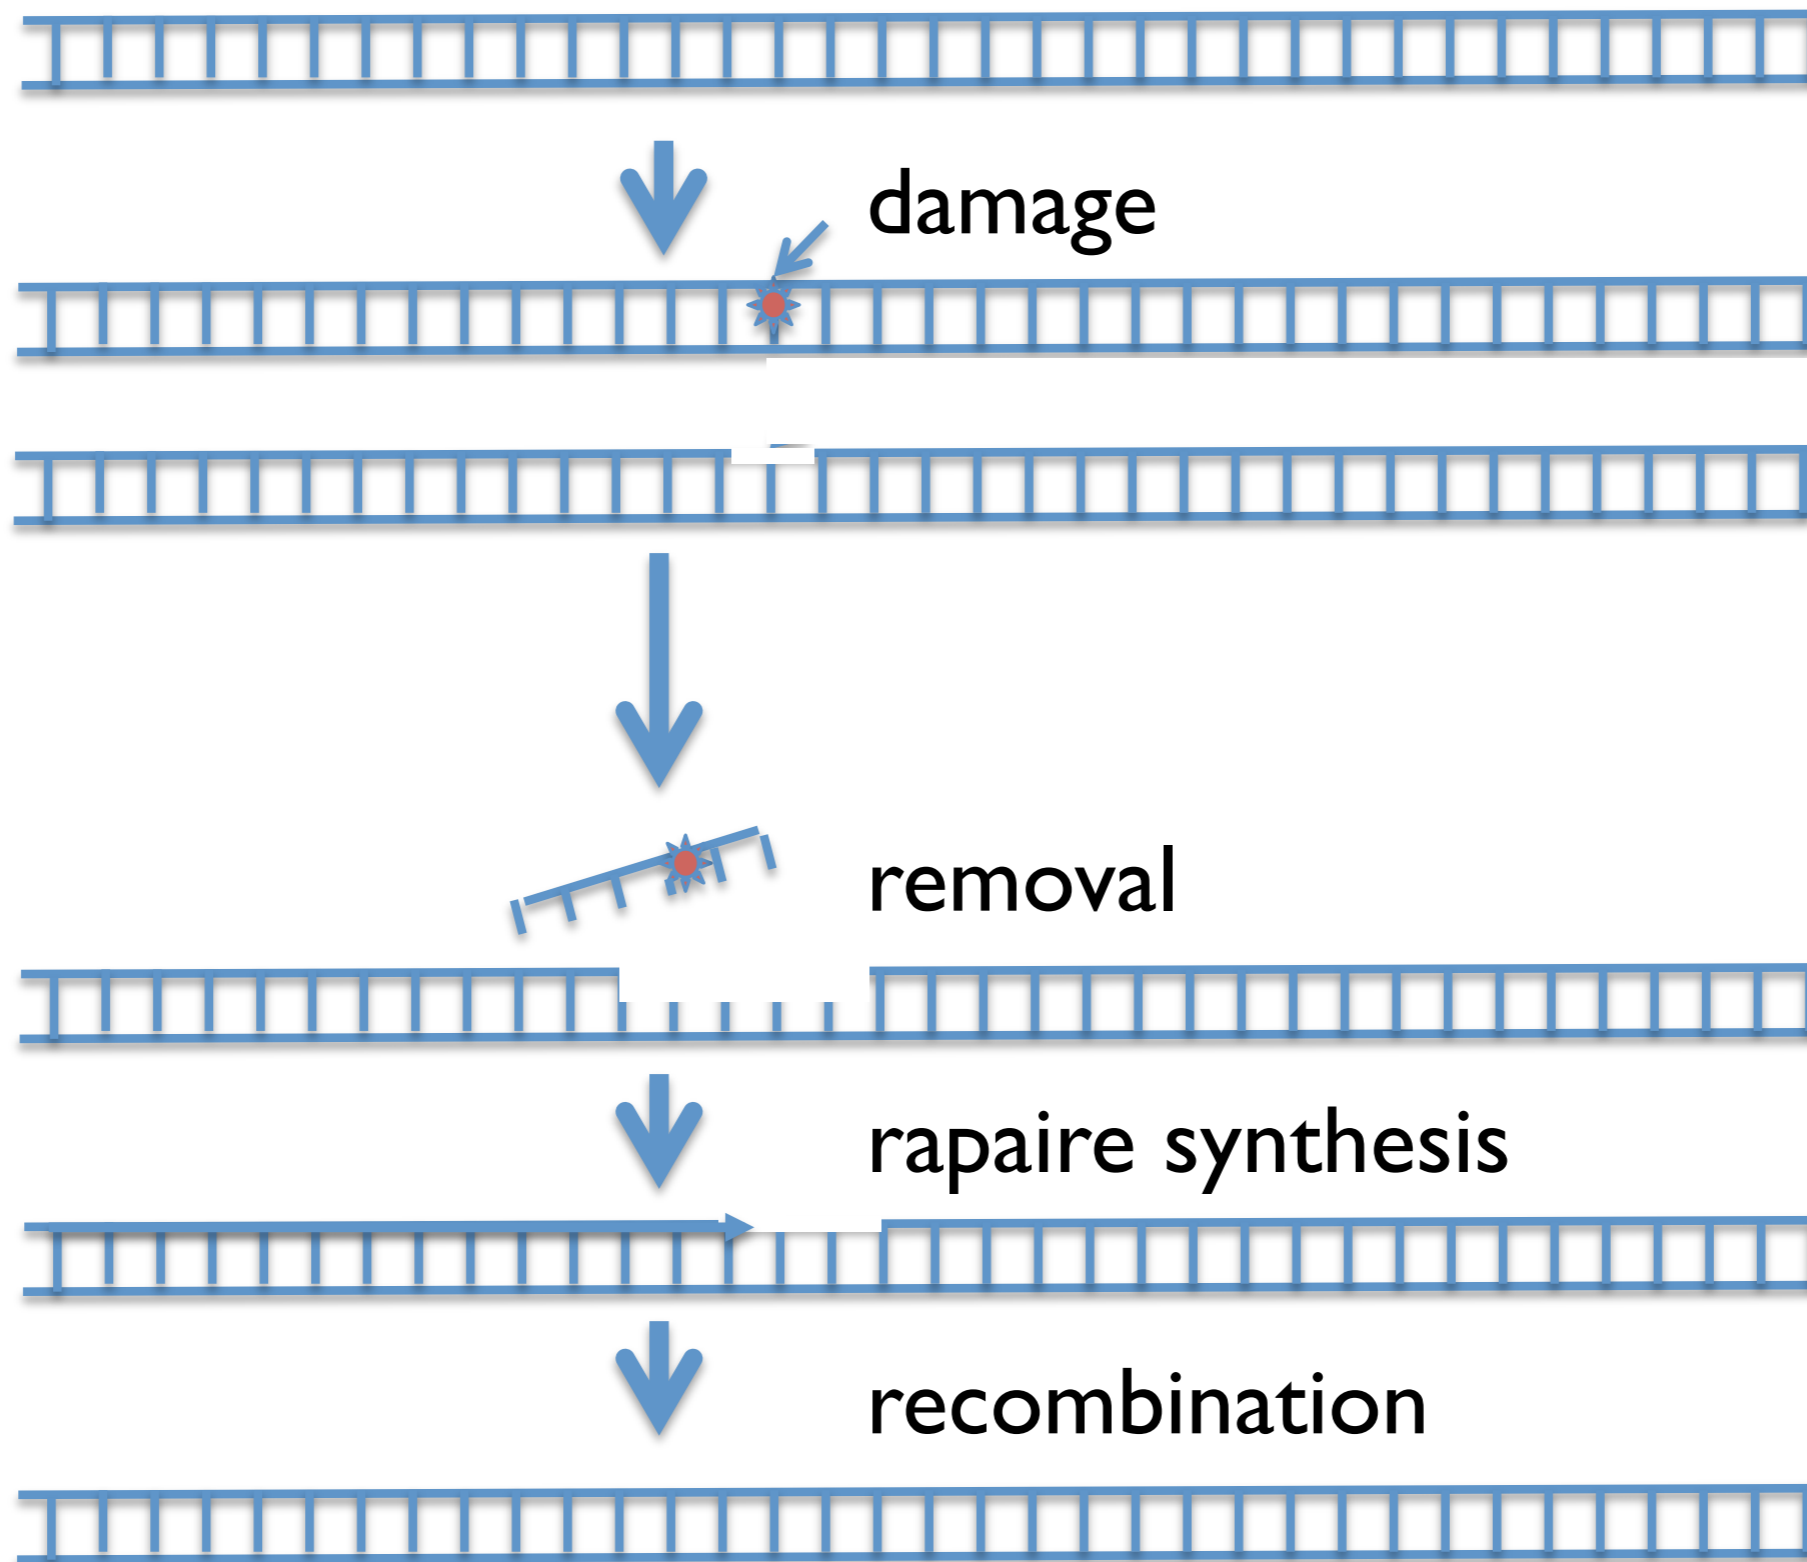 damage
removal
rapaire synthesis
recombination